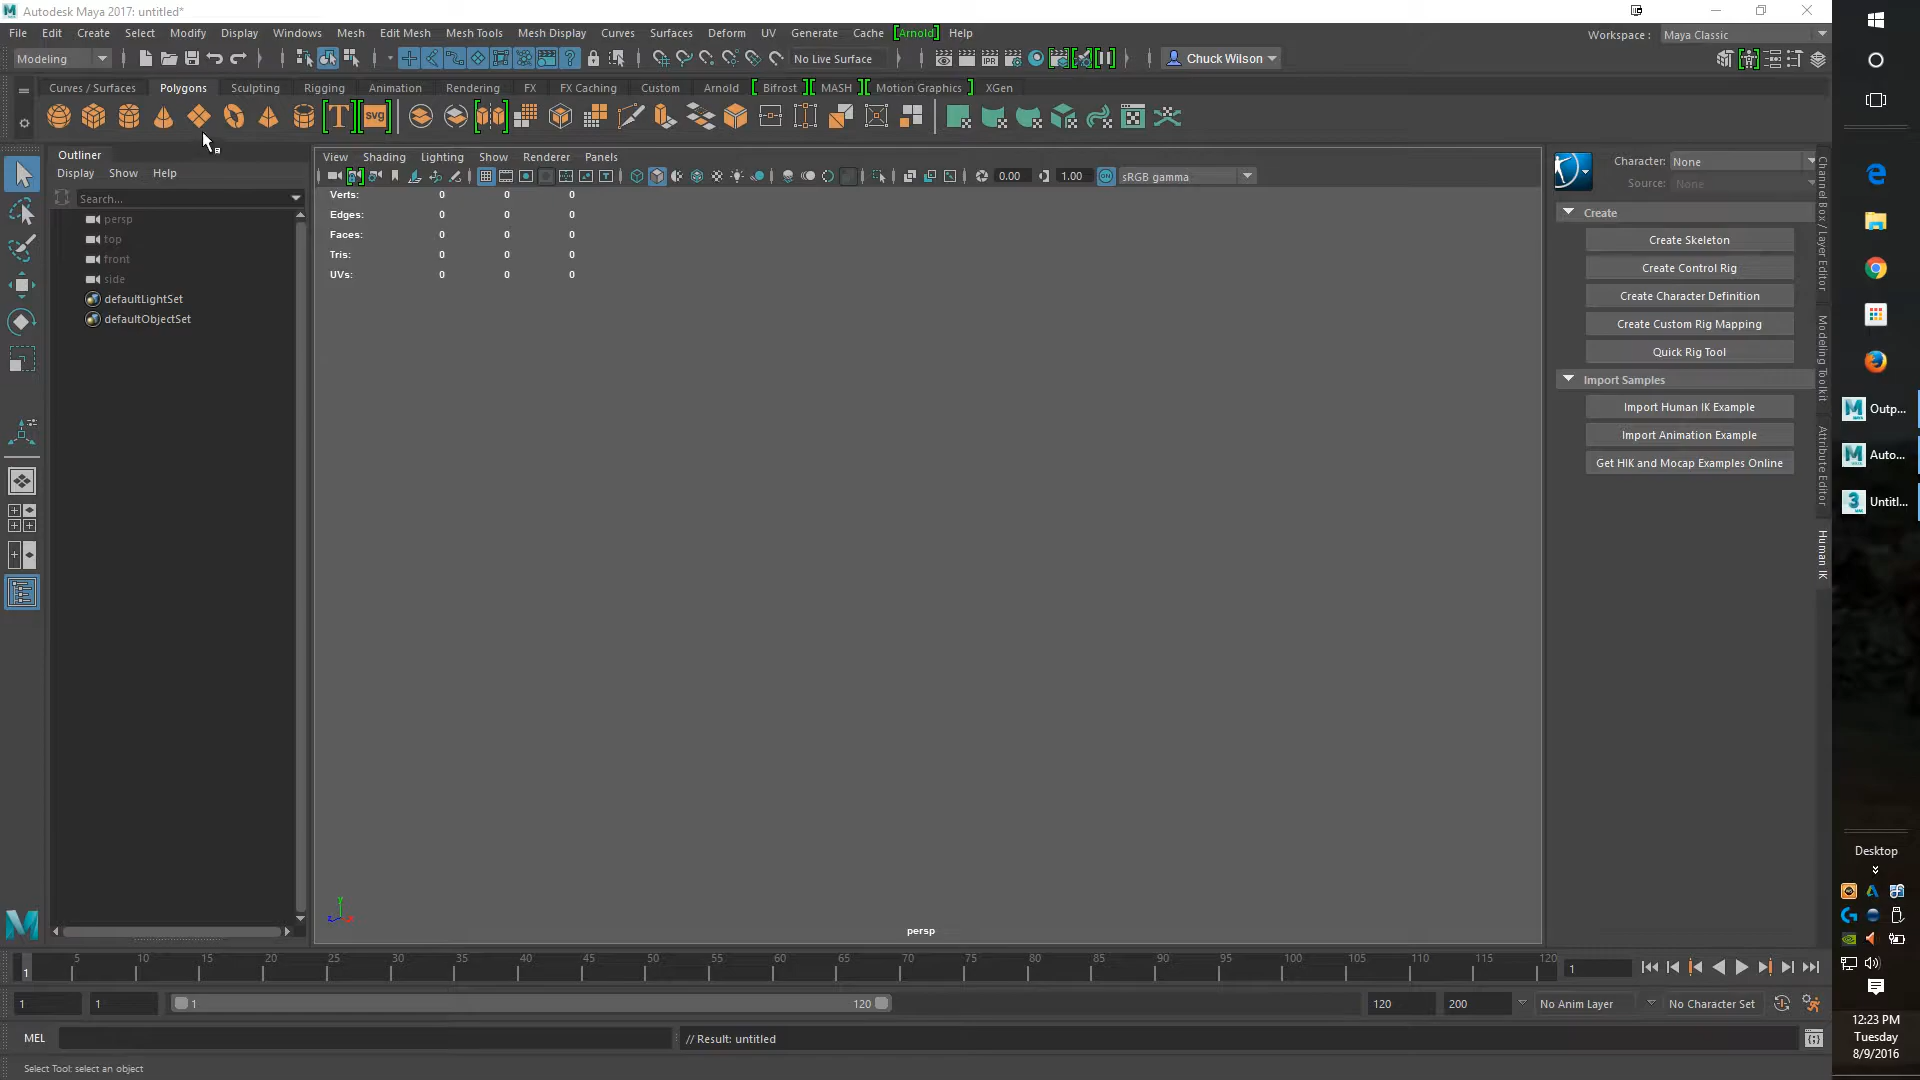 Autodesk Maya 2017: untitled*
File Edit Create Select Modify Display Windows Mesh Edit Mesh Mesh Tools Mesh Display Curves Surfaces Deform UV Generate Cache [Arnold] Help
Workspace : Maya Classic
Modeling
No Live Surface
Chuck Wilson
Curves / Surfaces Polygons Sculpting Rigging Animation Rendering FX FX Caching Custom Arnold [ Bifrost ] [ MASH ] [ Motion Graphics ] XGen
T
SVG
IPR
Outliner
Display Show Help
Search...
persp
top
front
side
defaultLightSet
defaultObjectSet
View Shading Lighting Show Renderer Panels
0.00
1.00
ON
sRGB gamma
Verts: 0 0 0
Edges: 0 0 0
Faces: 0 0 0
Tris: 0 0 0
UVs: 0 0 0
y
z
persp
Character: None
Source: None
Create
Create Skeleton
Create Control Rig
Create Character Definition
Create Custom Rig Mapping
Quick Rig Tool
Import Samples
Import Human IK Example
Import Animation Example
Get HIK and Mocap Examples Online
Channel Box / Layer Editor
Modeling Toolkit
Attribute Editor
Human IK
Outp...
Auto...
Untitl...
Desktop
12:23 PM
Tuesday
8/9/2016
1
5 10 15 20 25 30 35 40 45 50 55 60 65 70 75 80 85 90 95 100 105 110 115 120
1
1 1 1 120 120 200 No Anim Layer No Character Set
MEL
// Result: untitled
Select Tool: select an object